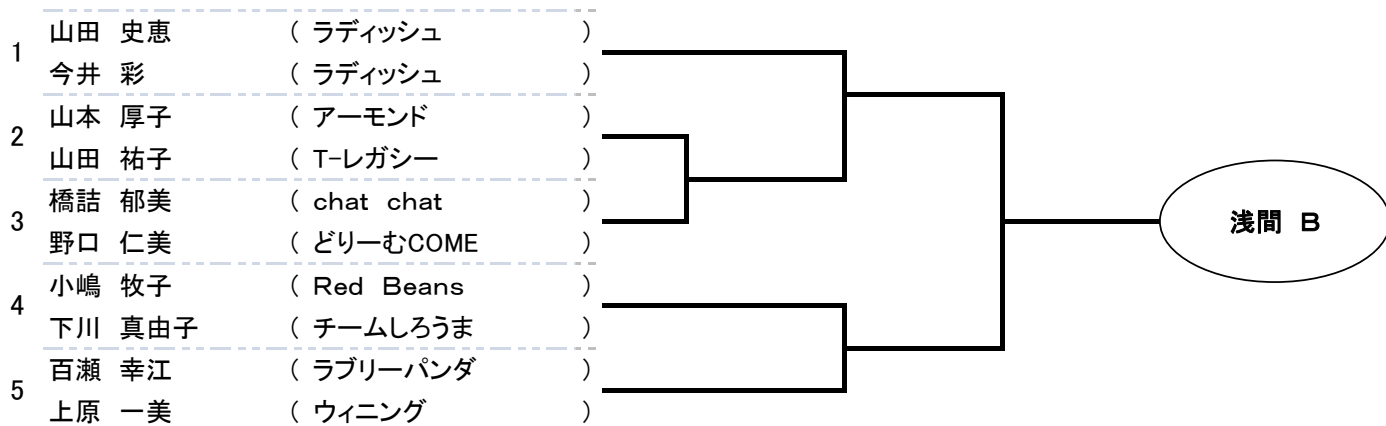 山田 史恵 ( ラディッシュ )
1
今井 彩 ( ラディッシュ )
山本 厚子 ( アーモンド )
2
山田 祐子 ( T-レガシー )
橋詰 郁美 ( chat chat )
3
野口 仁美 ( どりーむCOME )
小嶋 牧子 ( Red Beans )
4
下川 真由子 ( チームしろうま )
百瀬 幸江 ( ラブリーパンダ )
5
上原 一美 ( ウィニング )
浅間 B